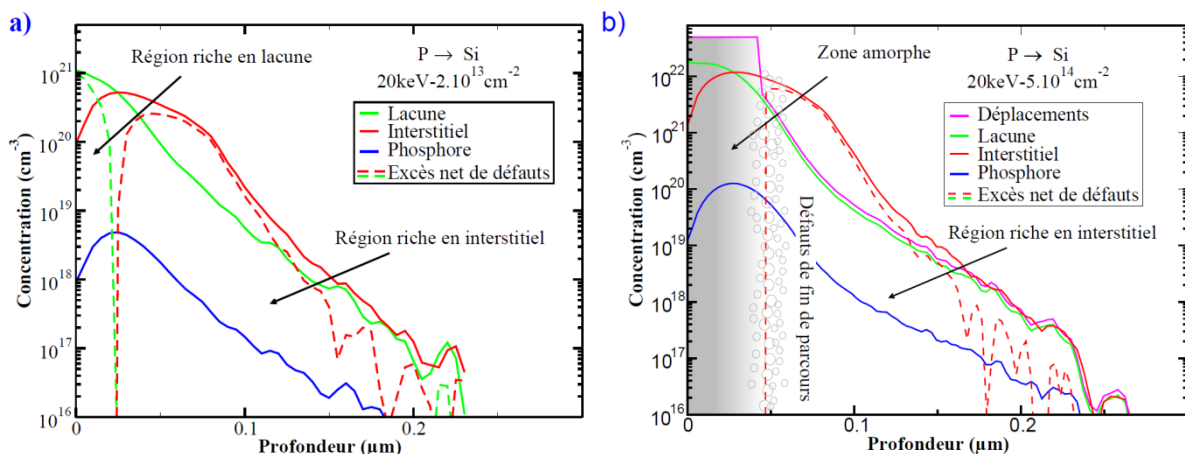 a)
Région riche en lacune
P → Si
20keV-2.10¹³cm⁻²
Lacune
Interstitiel
Phosphore
Excès net de défauts
Région riche en interstitiel
Concentration (cm⁻³)
10²¹
10²⁰
10¹⁹
10¹⁸
10¹⁷
10¹⁶
0
0.1
0.2
Profondeur (µm)
b)
Zone amorphe
P → Si
20keV-5.10¹⁴cm⁻²
Déplacements
Lacune
Interstitiel
Phosphore
Excès net de défauts
Région riche en interstitiel
Défauts de fin de parcours
Concentration (cm⁻³)
10²²
10²¹
10²⁰
10¹⁹
10¹⁸
10¹⁷
10¹⁶
0
0.1
0.2
Profondeur (µm)